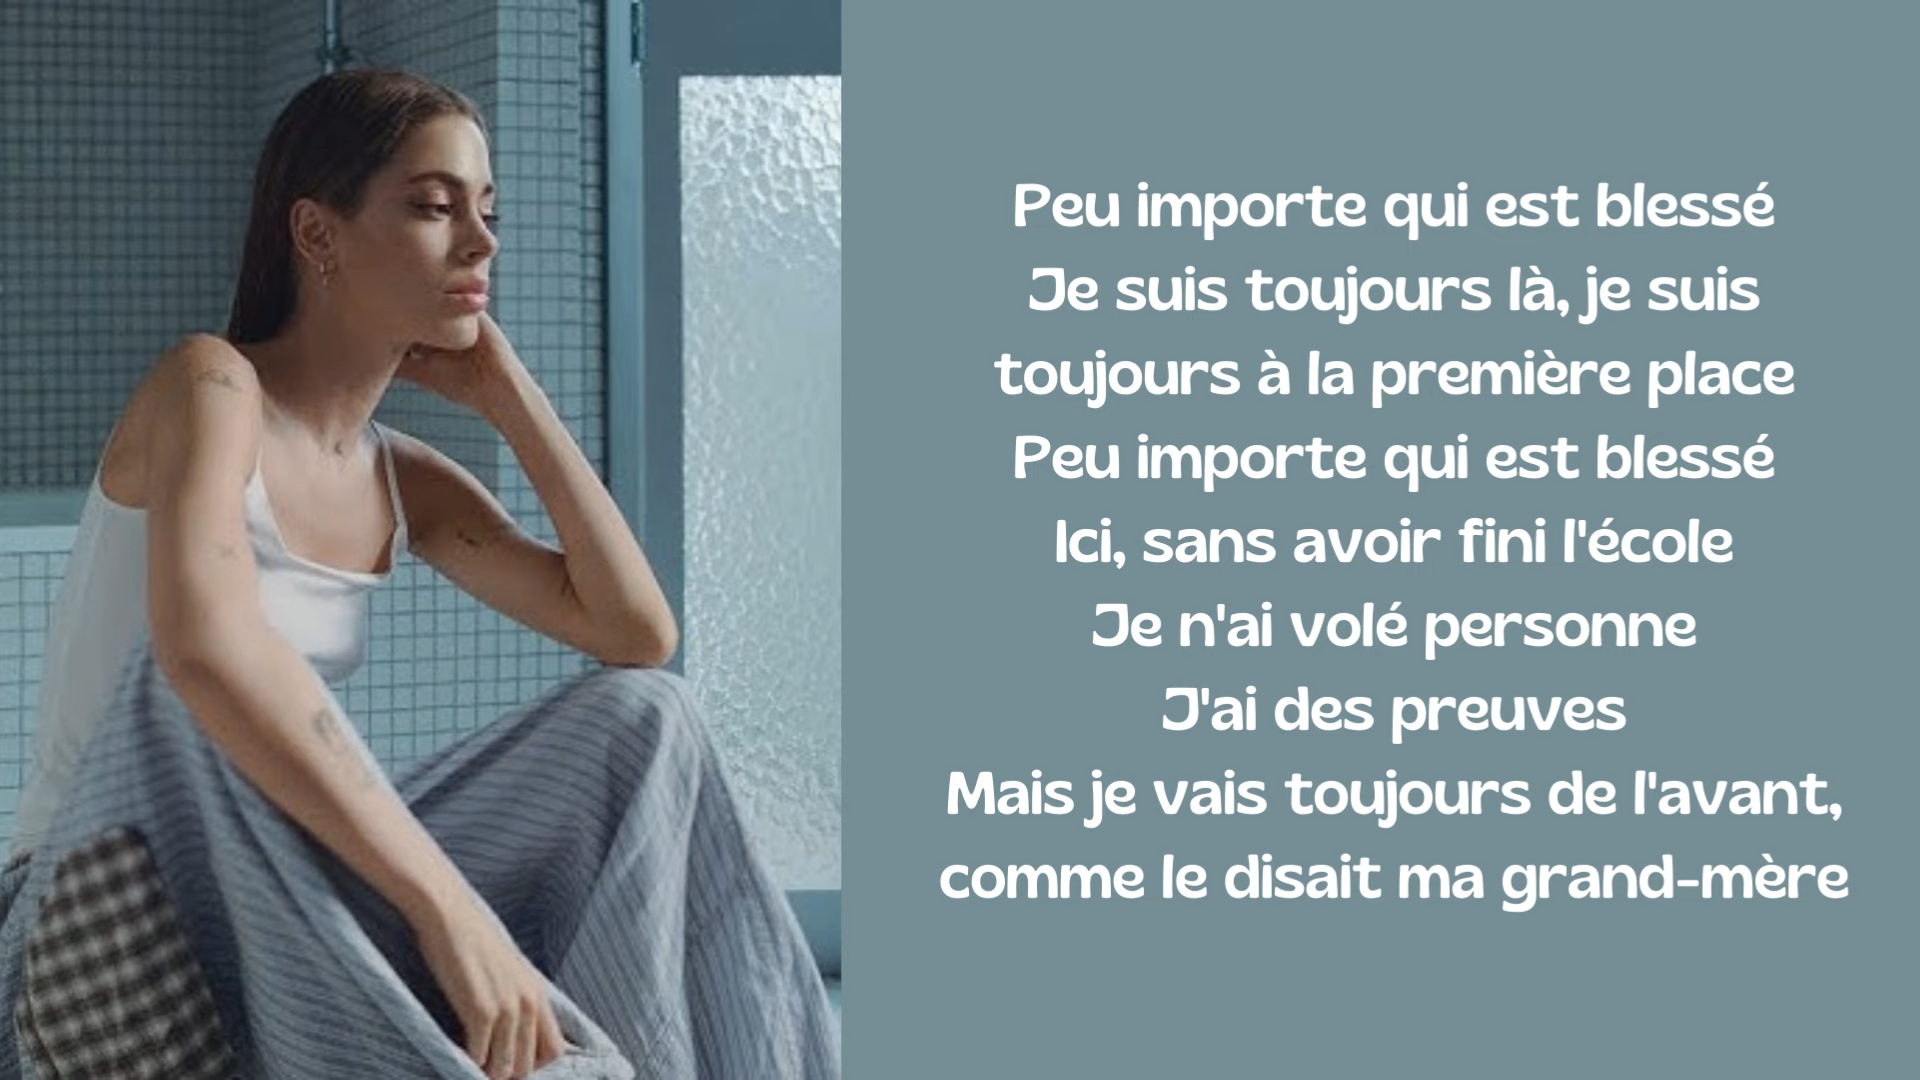 Peu importe qui est blessé
Je suis toujours là, je suis
toujours à la première place
Peu importe qui est blessé
Ici, sans avoir fini l'école
Je n'ai volé personne
J'ai des preuves
Mais je vais toujours de l'avant,
comme le disait ma grand-mère